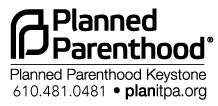 Planned
Parenthood®
Planned Parenthood Keystone
610.481.0481 • planitpa.org